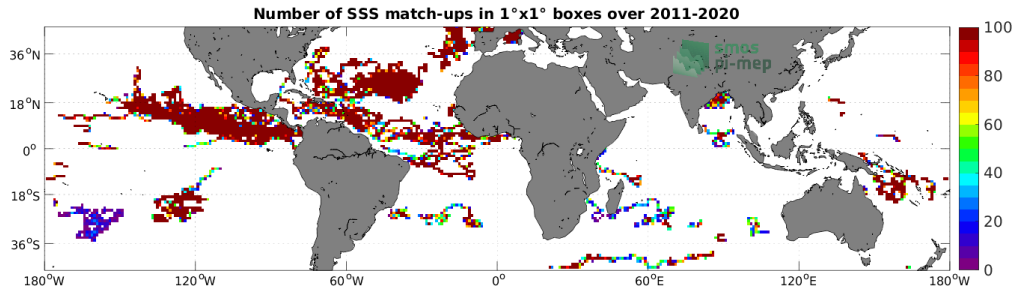 Number of SSS match-ups in 1°x1° boxes over 2011-2020
smos
pi-mep
36°N
18°N
0°
18°S
36°S
180°W
120°W
60°W
0°
60°E
120°E
180°W
100
80
60
40
20
0